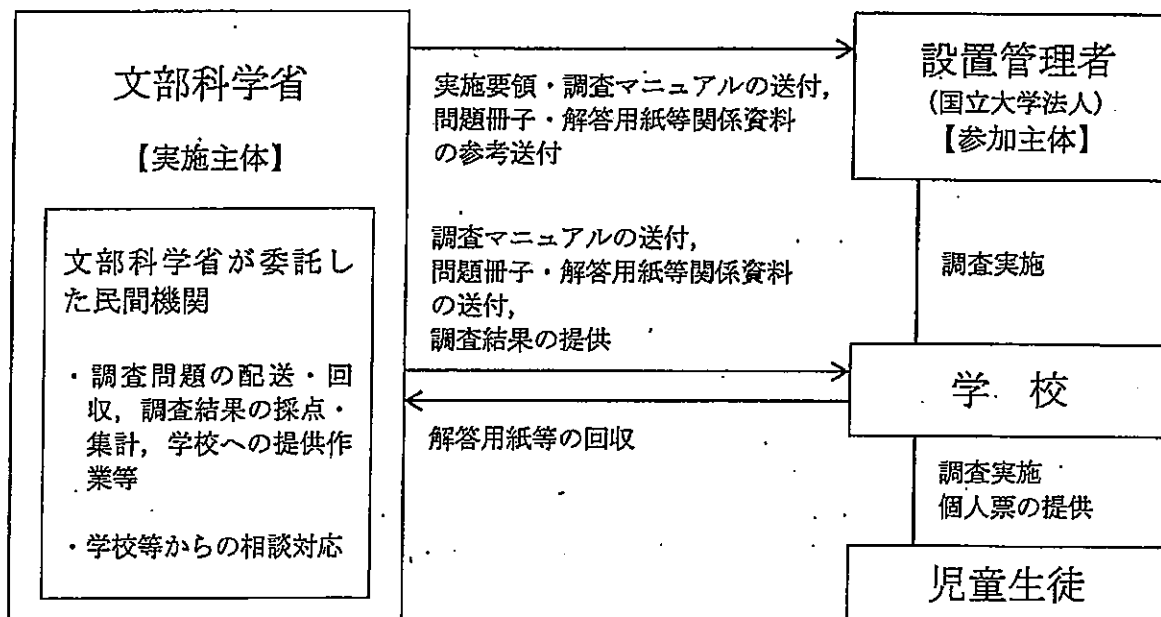 文部科学省
【実施主体】
文部科学省が委託し
た民間機関
・調査問題の配送・回
収，調査結果の採点・
集計，学校への提供作
業等
・学校等からの相談対応
実施要領・調査マニュアルの送付，
問題冊子・解答用紙等関係資料
の参考送付
調査マニュアルの送付，
問題冊子・解答用紙等関係資料
の送付，
調査結果の提供
解答用紙等の回収
設置管理者
（国立大学法人）
【参加主体】
調査実施
学 校
調査実施
個人票の提供
児童生徒